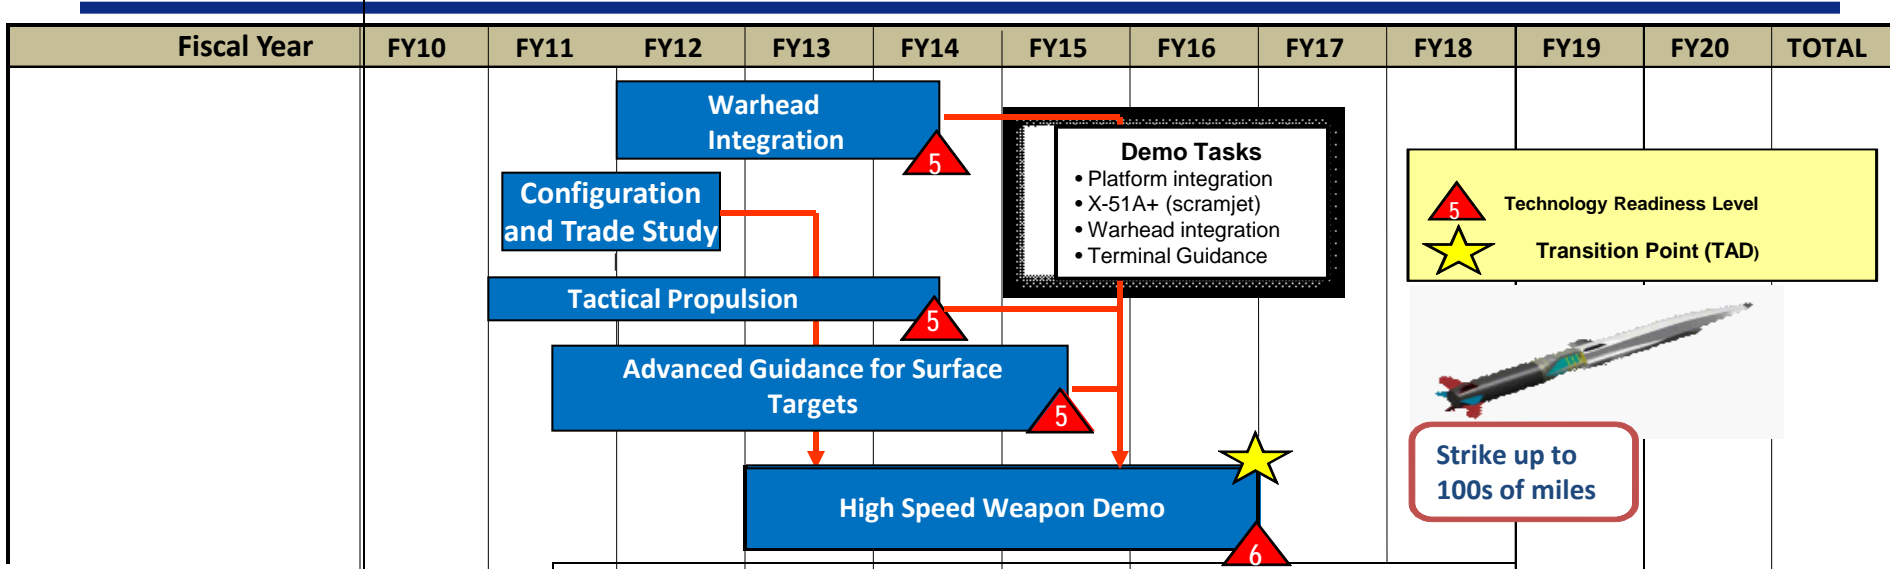 Fiscal Year FY10 FY11 FY12 FY13 FY14 FY15 FY16 FY17 FY18 FY19 FY20 TOTAL
Warhead
Integration
5
Demo Tasks
• Platform integration
• X-51A+ (scramjet)
• Warhead integration
• Terminal Guidance
5 Technology Readiness Level
Transition Point (TAD)
Configuration
and Trade Study
Tactical Propulsion
5
Advanced Guidance for Surface
Targets
5
Strike up to
100s of miles
High Speed Weapon Demo
6